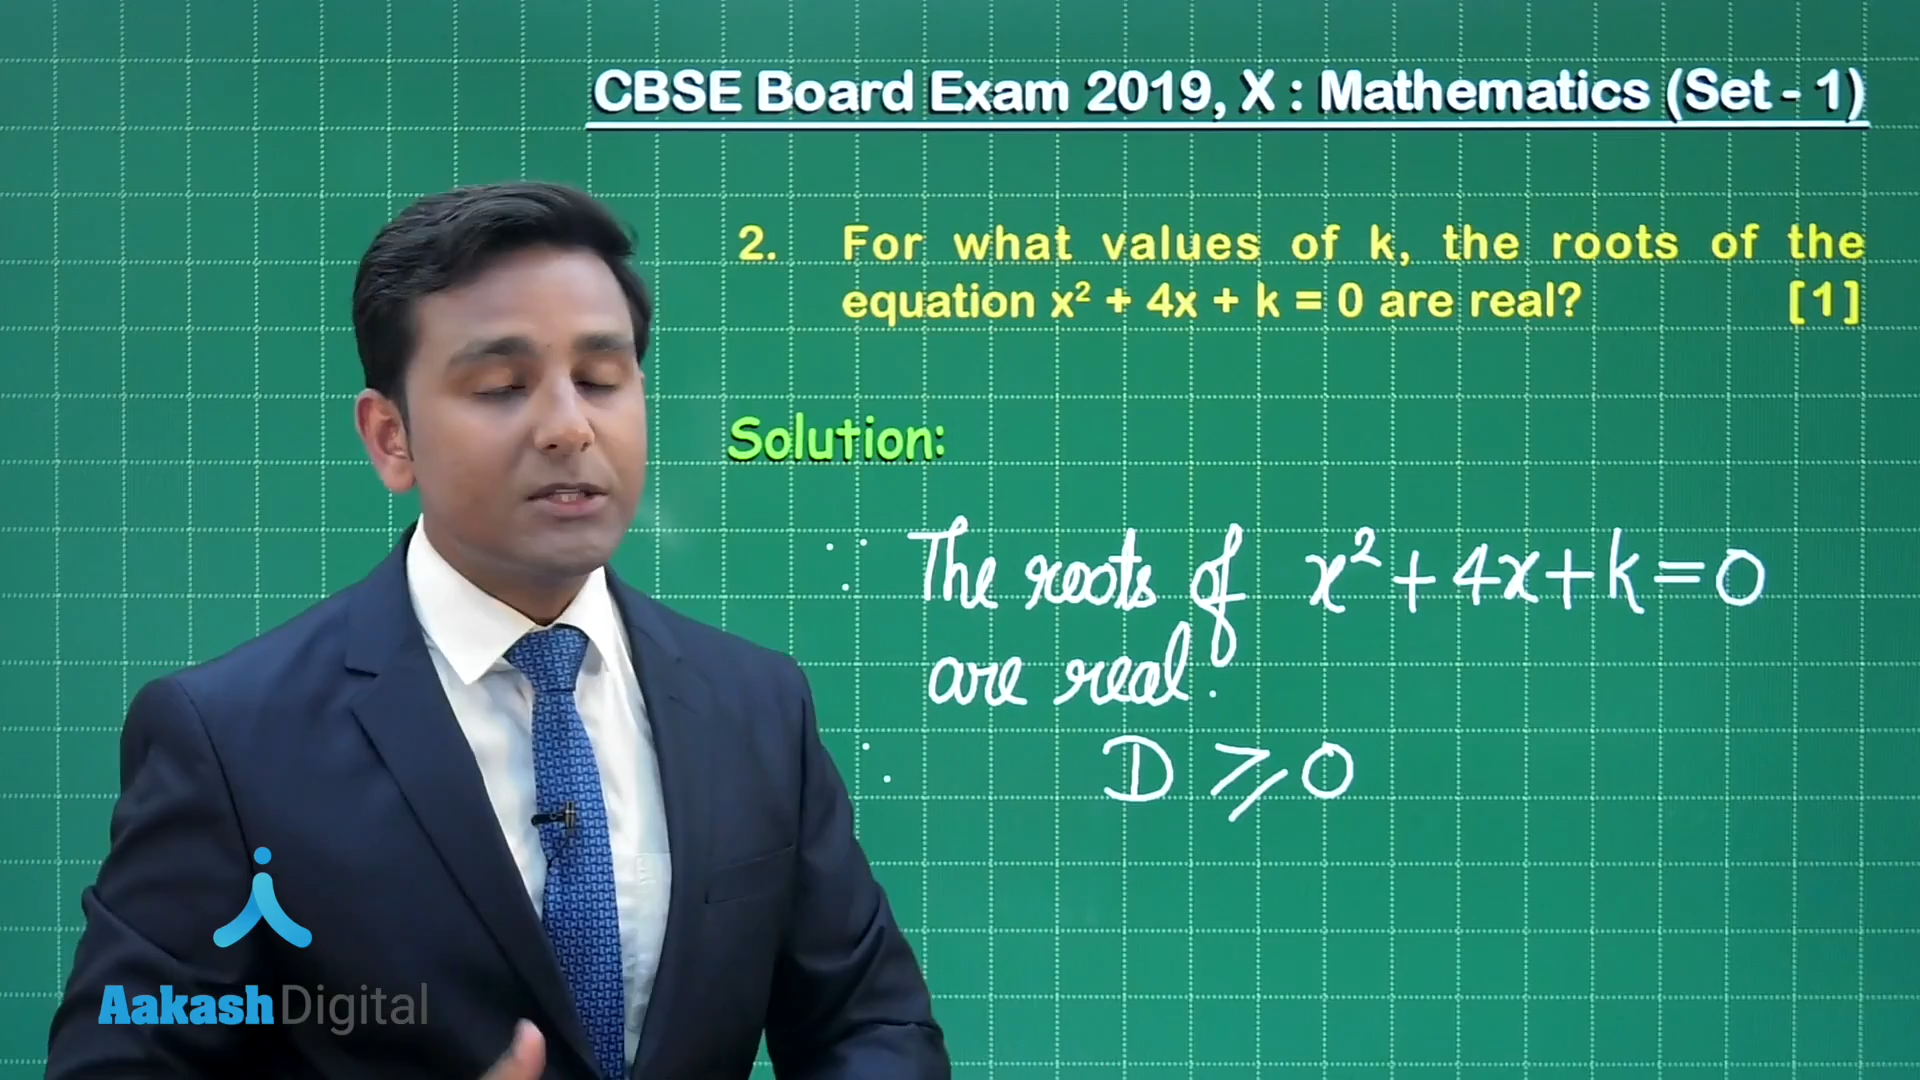 CBSE Board Exam 2019, X : Mathematics (Set - 1)
2. For what values of k, the roots of the
equation x² + 4x + k = 0 are real? [1]
Solution:
∵ The roots of x² + 4x + k = 0
are real.
∴ D ⩾ 0
Aakash Digital